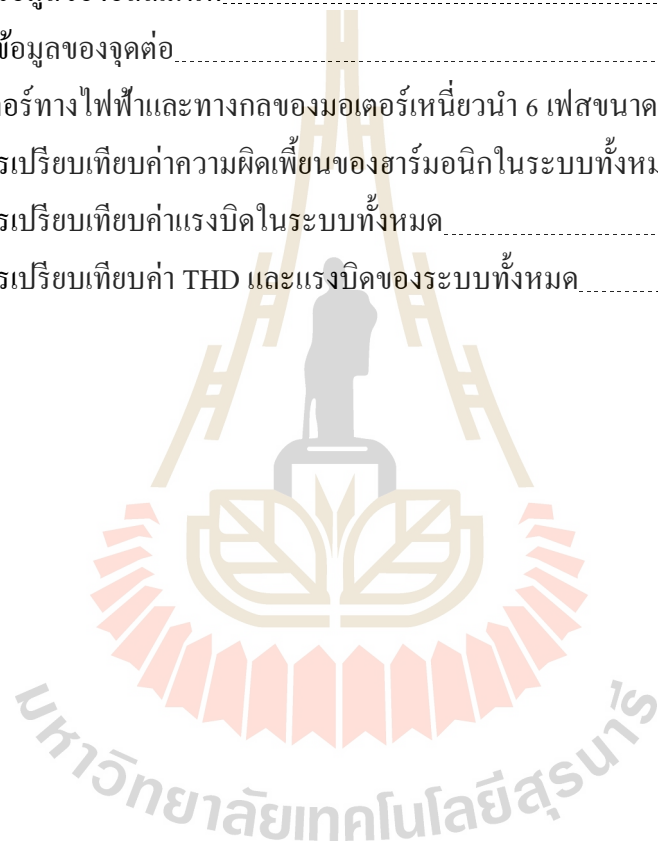 ข้อมูลของจุดต่อ
อร์ทางไฟฟ้าและทางกลของมอเตอร์เหนี่ยวนำ 6 เฟสขนาด
รเปรียบเทียบค่าความผิดเพี้ยนของฮาร์มอนิกในระบบทั้งหม
รเปรียบเทียบค่าแรงบิดในระบบทั้งหมด
รเปรียบเทียบค่า THD และแรงบิดของระบบทั้งหมด
มหาวิทยาลัยเทคโนโลยีสุรนารี